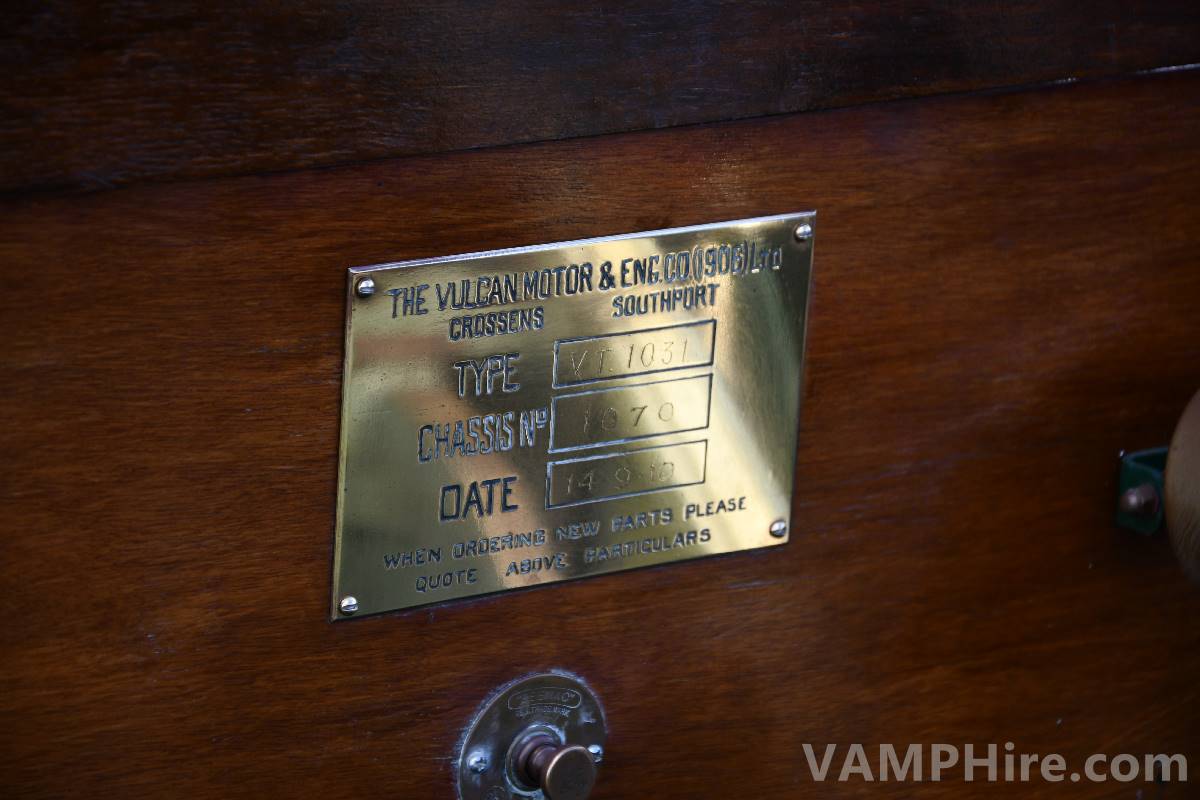 THE VULCAN MOTOR & ENG.CO.(1906) LTD
CROSSENS SOUTHPORT
TYPE V.T. 1031
CHASSIS No 1070
DATE 14-9-10
WHEN ORDERING NEW PARTS PLEASE
QUOTE ABOVE PARTICULARS
VAMPHire.com